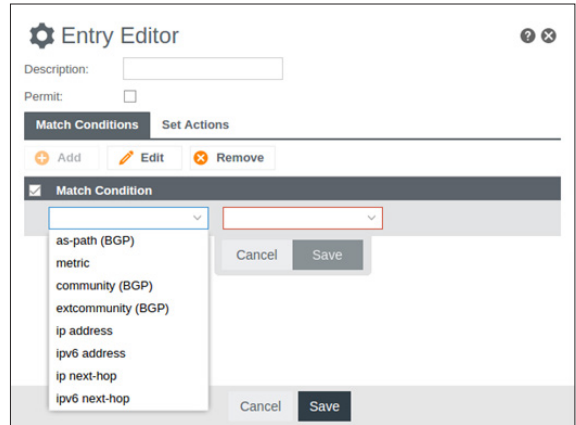 Entry Editor
Description:
Permit:
Match Conditions Set Actions
Add Edit Remove
Match Condition
as-path (BGP)
metric
community (BGP)
extcommunity (BGP)
ip address
ipv6 address
ip next-hop
ipv6 next-hop
Cancel Save
Cancel Save